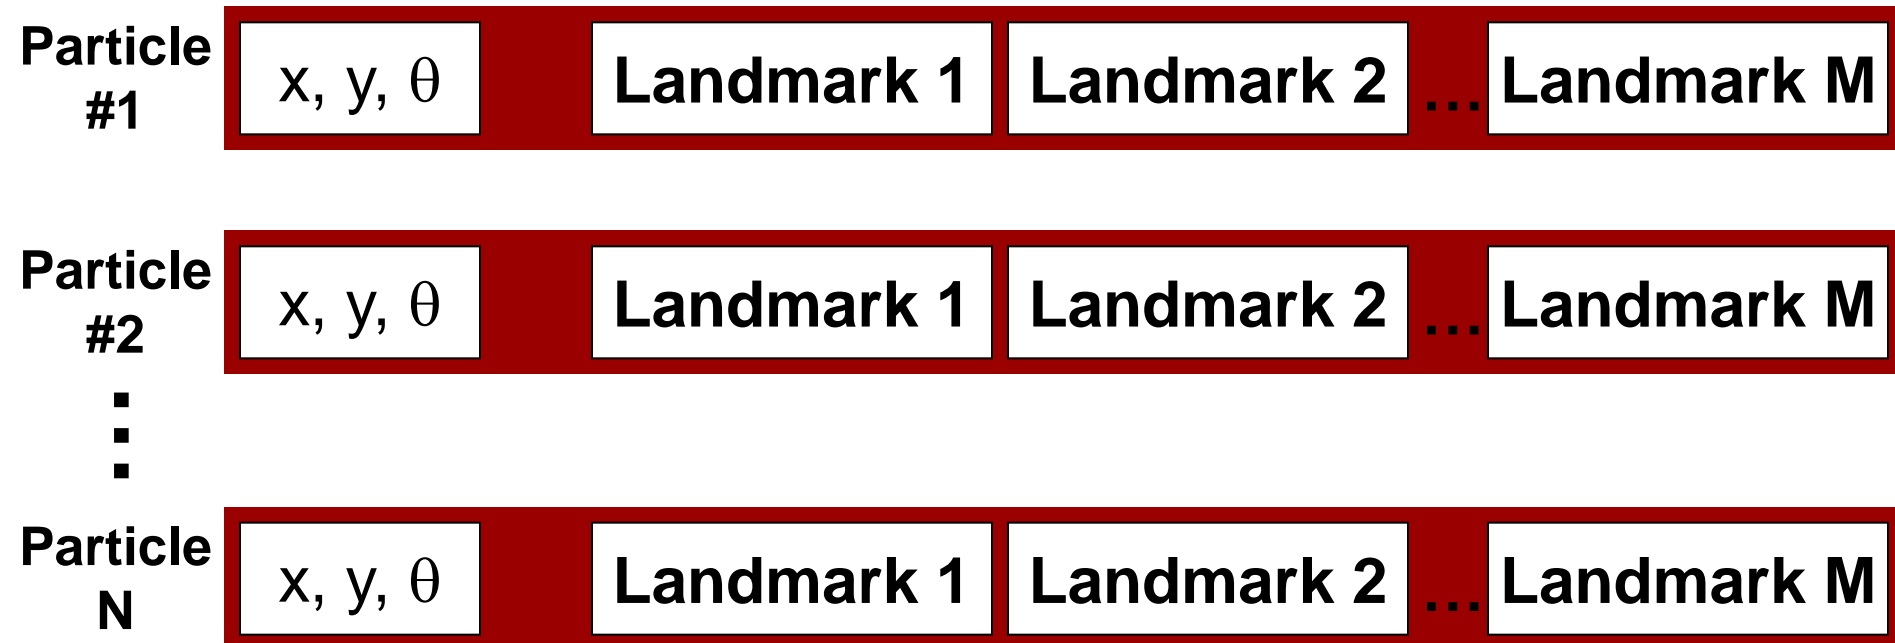 Particle
#1
x, y, θ
Landmark 1
Landmark 2
...
Landmark M
Particle
#2
x, y, θ
Landmark 1
Landmark 2
...
Landmark M
⋮
Particle
N
x, y, θ
Landmark 1
Landmark 2
...
Landmark M